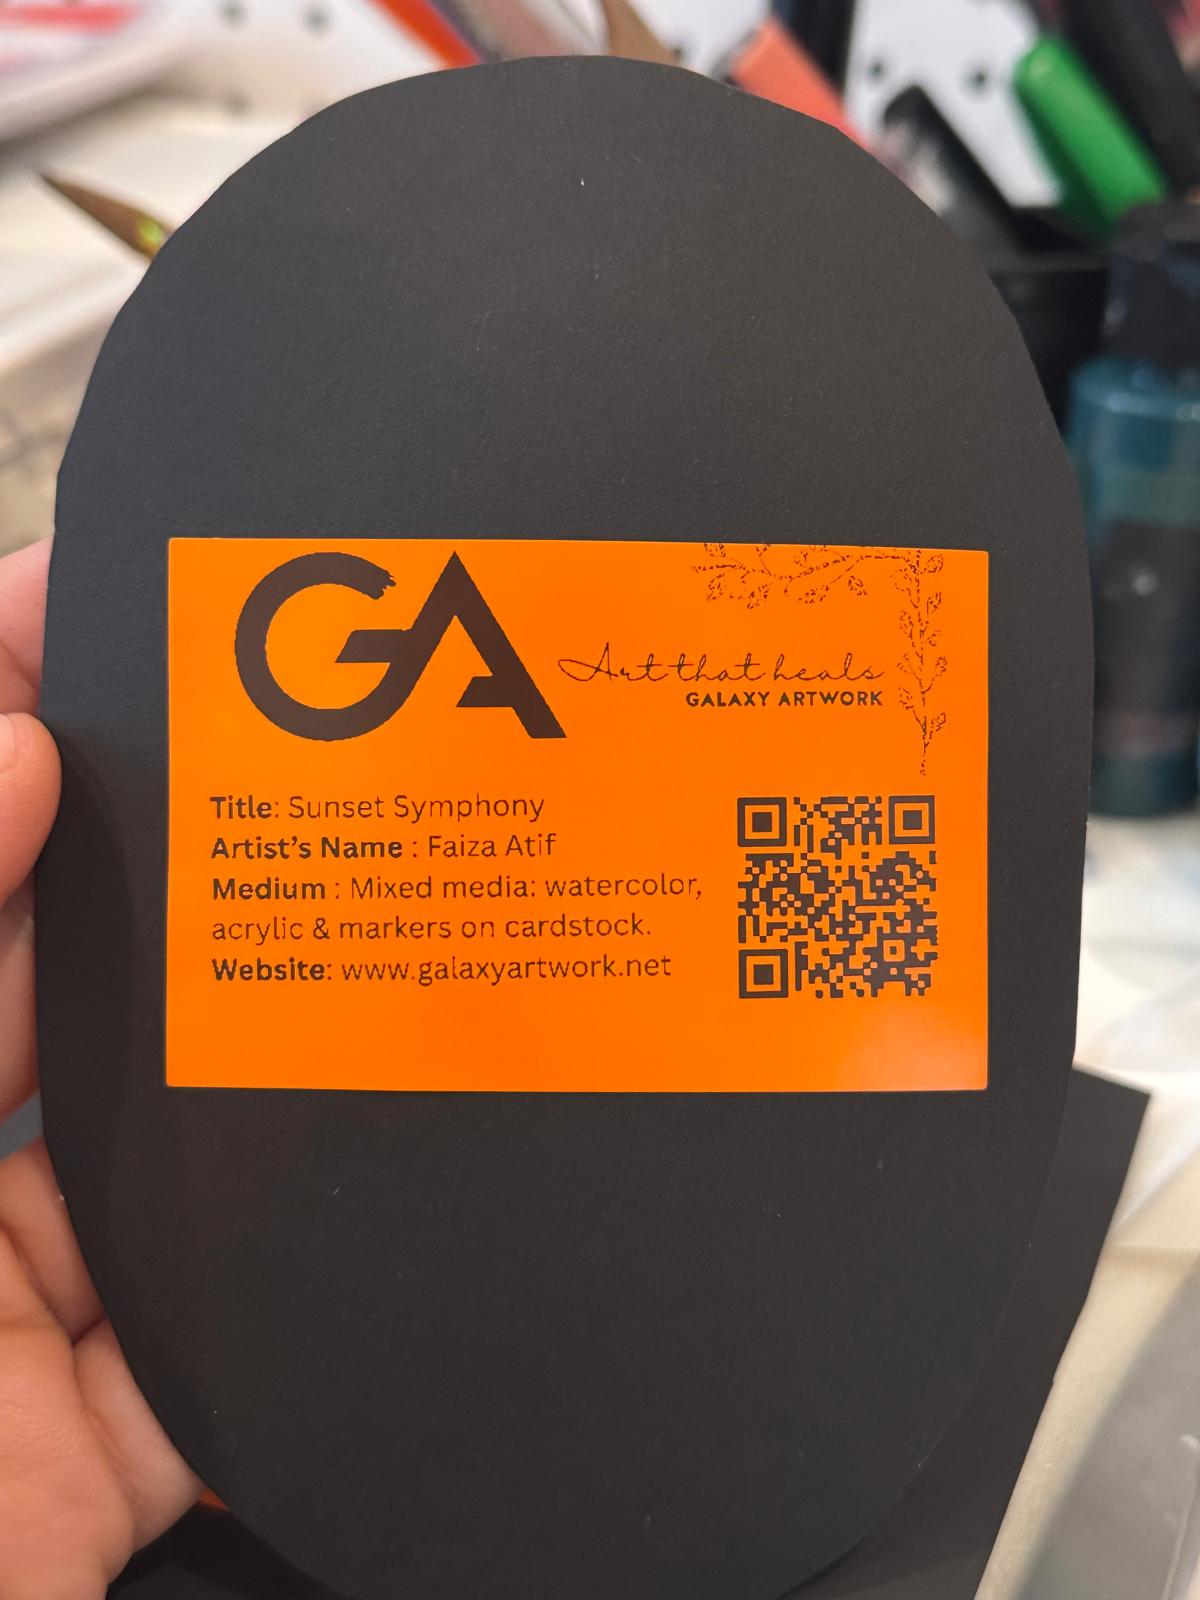 GA
Art that heals
GALAXY ARTWORK
Title: Sunset Symphony
Artist's Name : Faiza Atif
Medium : Mixed media: watercolor,
acrylic & markers on cardstock.
Website: www.galaxyartwork.net